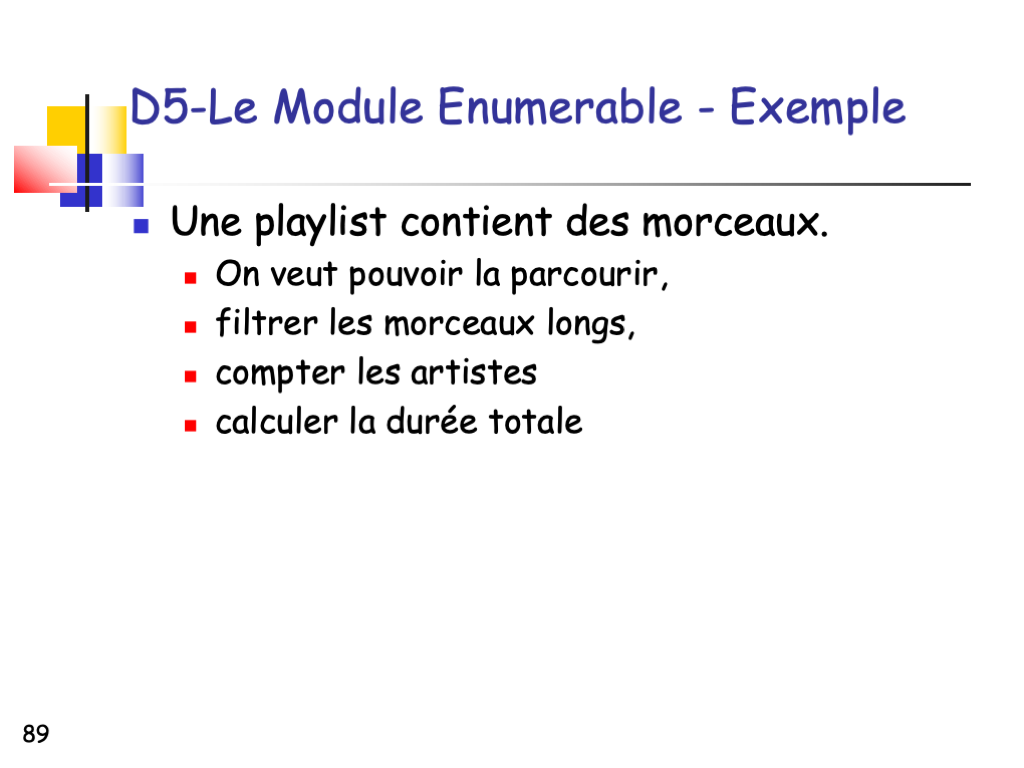 D5-Le Module Enumerable - Exemple
Une playlist contient des morceaux.
On veut pouvoir la parcourir,
filtrer les morceaux longs,
compter les artistes
calculer la durée totale
89